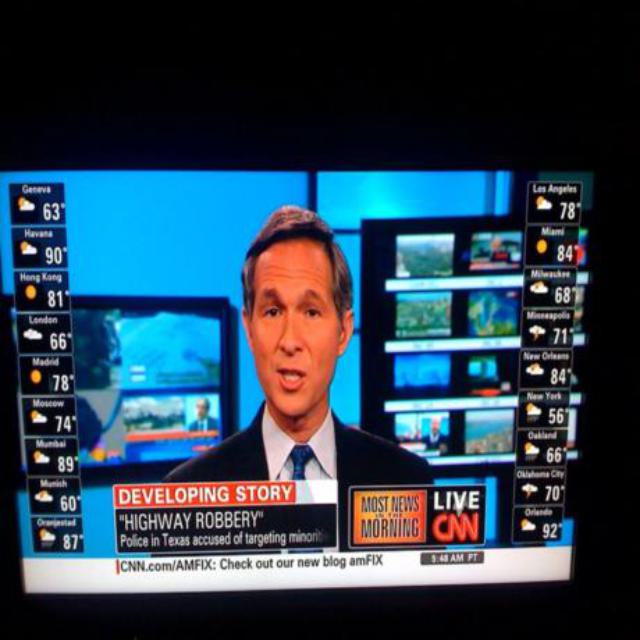 Geneva
63°
Havana
90°
Hong Kong
81°
London
66°
Madrid
78°
Moscow
74°
Mumbai
89°
Munich
60°
Oranjestad
87°
Los Angeles
78°
Miami
84°
Milwaukee
68°
Minneapolis
71°
New Orleans
84°
New York
56°
Oakland
66°
Oklahoma City
70°
Orlando
92°
DEVELOPING STORY
"HIGHWAY ROBBERY"
Police in Texas accused of targeting minorit
MOST NEWS
IN THE
MORNING
LIVE
CNN
5:48 AM PT
CNN.com/AMFIX: Check out our new blog amFIX